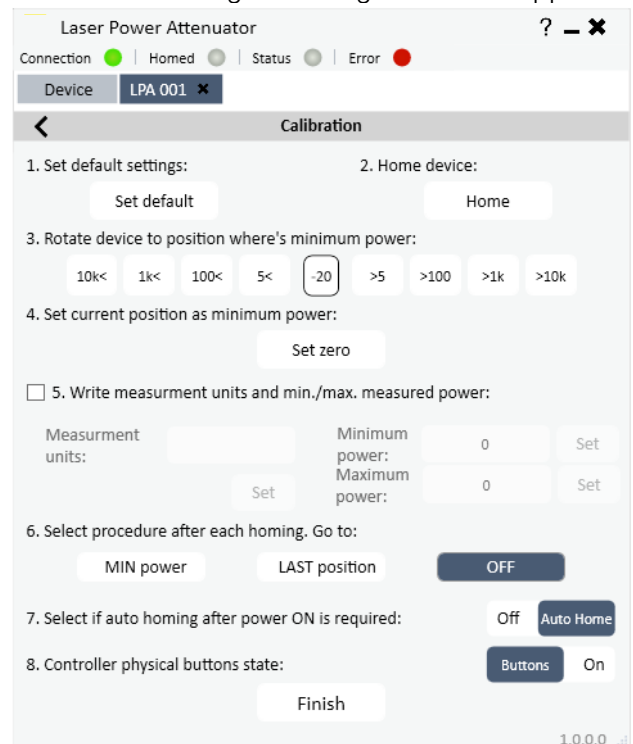 Laser Power Attenuator ? 
Connection Homed Status Error
Device LPA 001
Calibration
1. Set default settings: 2. Home device:
Set default Home
3. Rotate device to position where's minimum power:
10k< 1k< 100< 5< -20 >5 >100 >1k >10k
4. Set current position as minimum power:
Set zero
5. Write measurment units and min./max. measured power:
Measurment units: Minimum power: 0 Set
Set Maximum power: 0 Set
6. Select procedure after each homing. Go to:
MIN power LAST position OFF
7. Select if auto homing after power ON is required: Off Auto Home
8. Controller physical buttons state: Buttons On
Finish
1.0.0.0